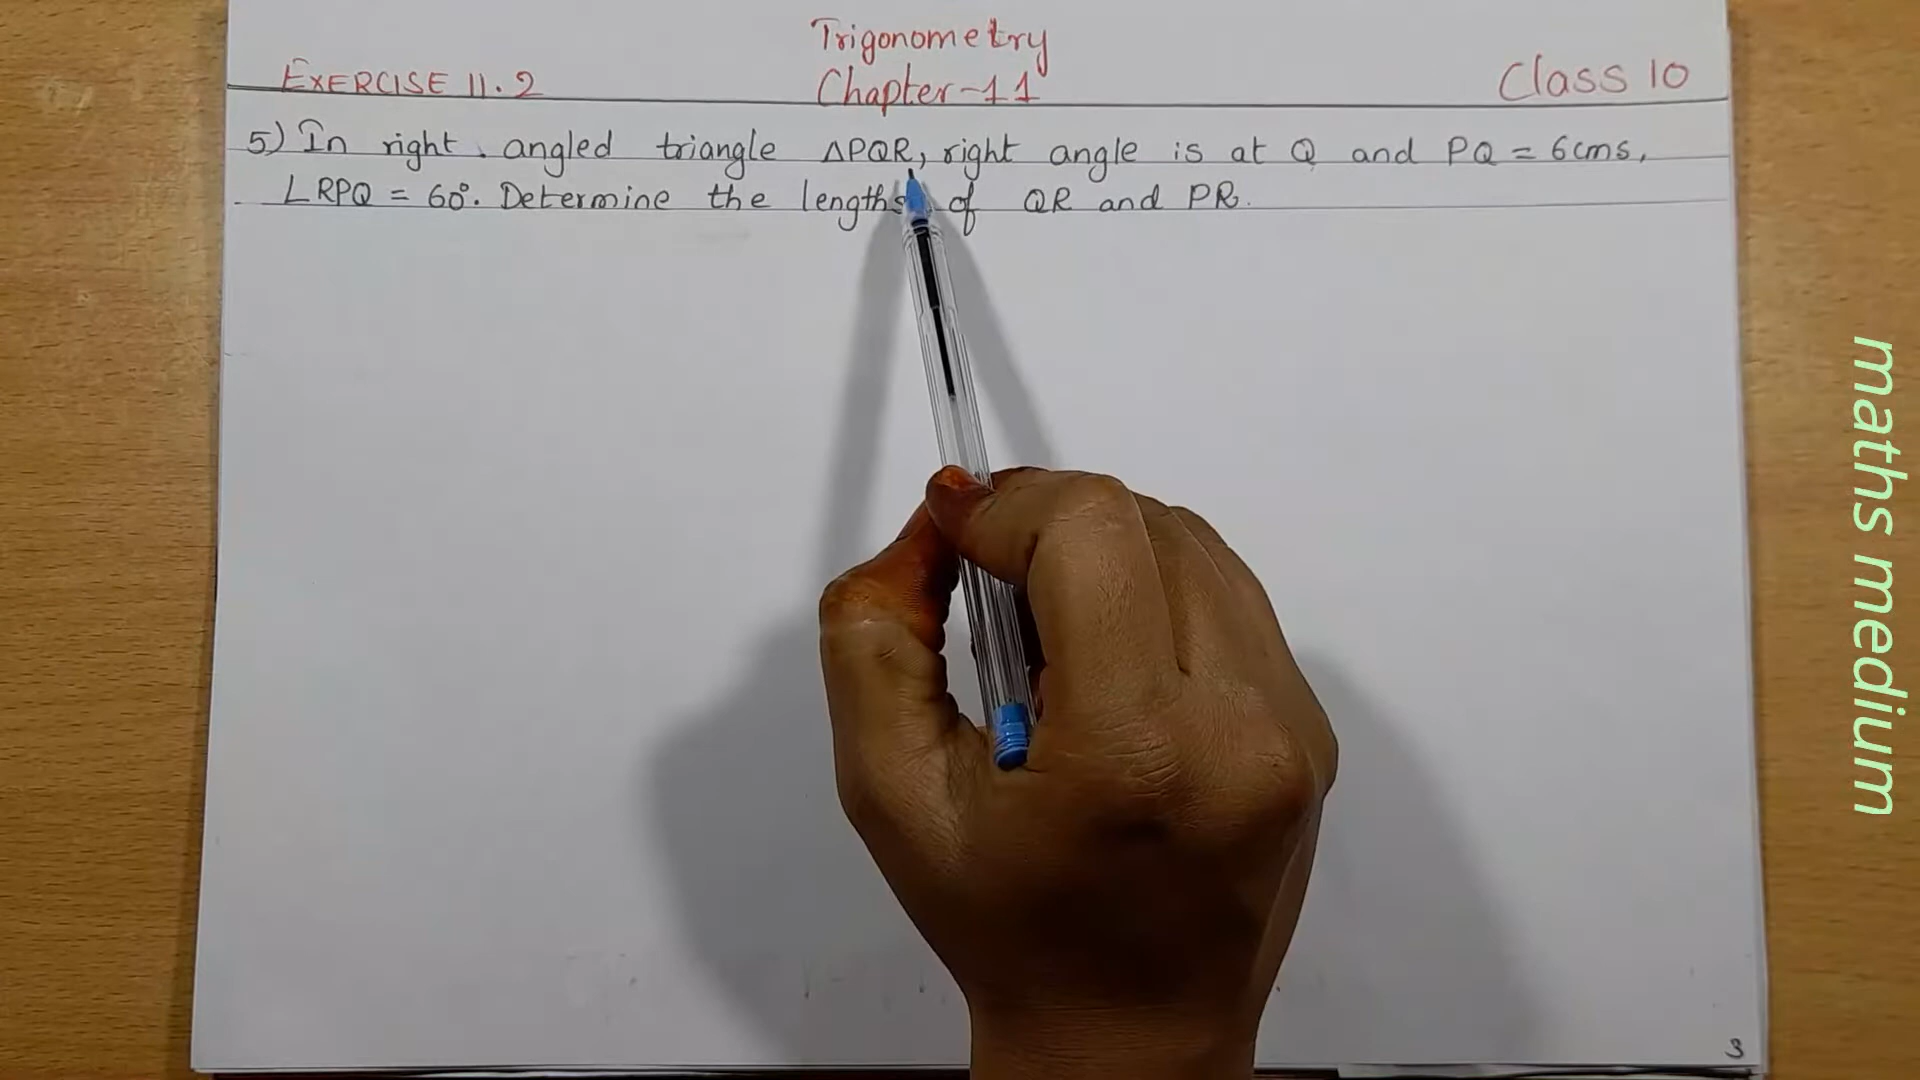 Trigonometry
EXERCISE 11.2 Chapter-11 Class 10
5) In right angled triangle ΔPQR, right angle is at Q and PQ = 6cms,
∠RPQ = 60°. Determine the lengths of QR and PR.
maths medium
3